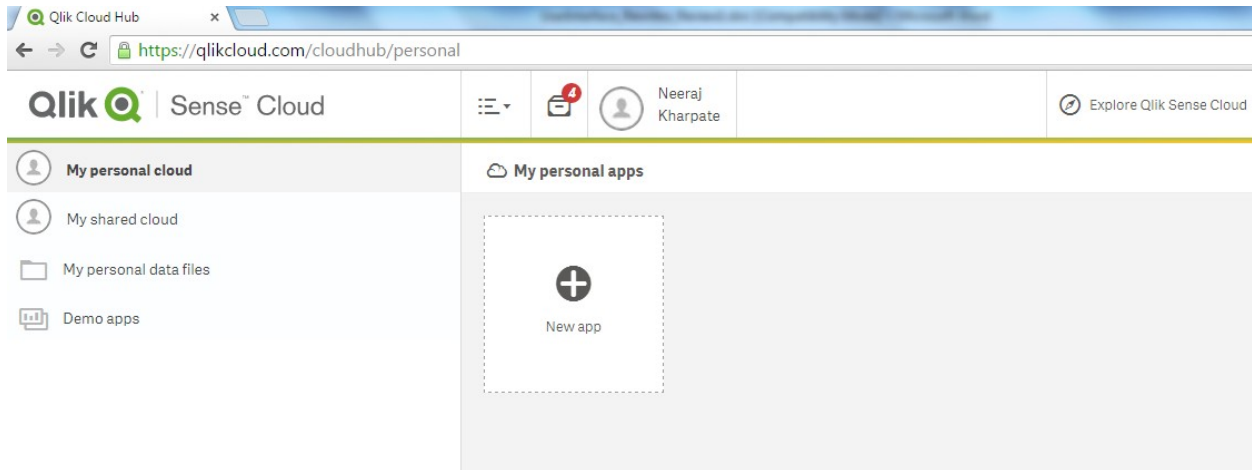 Qlik Cloud Hub
https://qlikcloud.com/cloudhub/personal
Qlik Sense™ Cloud
4
Neeraj
Kharpate
Explore Qlik Sense Cloud
My personal cloud
My personal apps
My shared cloud
My personal data files
Demo apps
New app